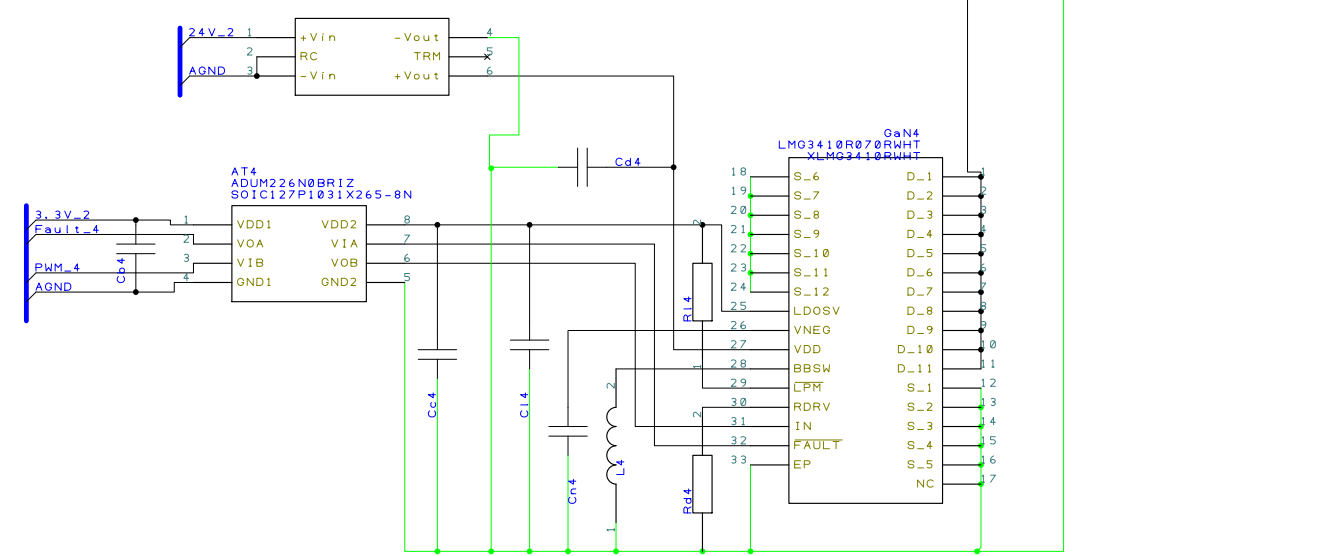 24V_2 1 +Vin -Vout 4
2 RC TRM 5
AGND 3 -Vin +Vout 6
Cd4
GaN4
LMG3410R070RWHT
XLMG3410RWHT
AT4
ADUM226N0BRIZ
SOIC127P1031X265-8N
3.3V_2 1 VDD1 VDD2 8
Fault_4 2 VOA VIA 7
PWM_4 3 VIB VOB 6
AGND 4 GND1 GND2 5
Cb4
18 S_6 D_1 1
19 S_7 D_2 2
20 S_8 D_3 3
21 S_9 D_4 4
22 S_10 D_5 5
23 S_11 D_6 6
24 S_12 D_7 7
25 LDOSV D_8 8
26 VNEG D_9 9
27 VDD D_10 10
28 BBSW D_11 11
29 LPM S_1 12
30 RDRV S_2 13
31 IN S_3 14
32 FAULT S_4 15
33 EP S_5 16
NC 17
2
Rl4
1
Cc4
Cl4
2
L4
1
Cn4
2
Rd4